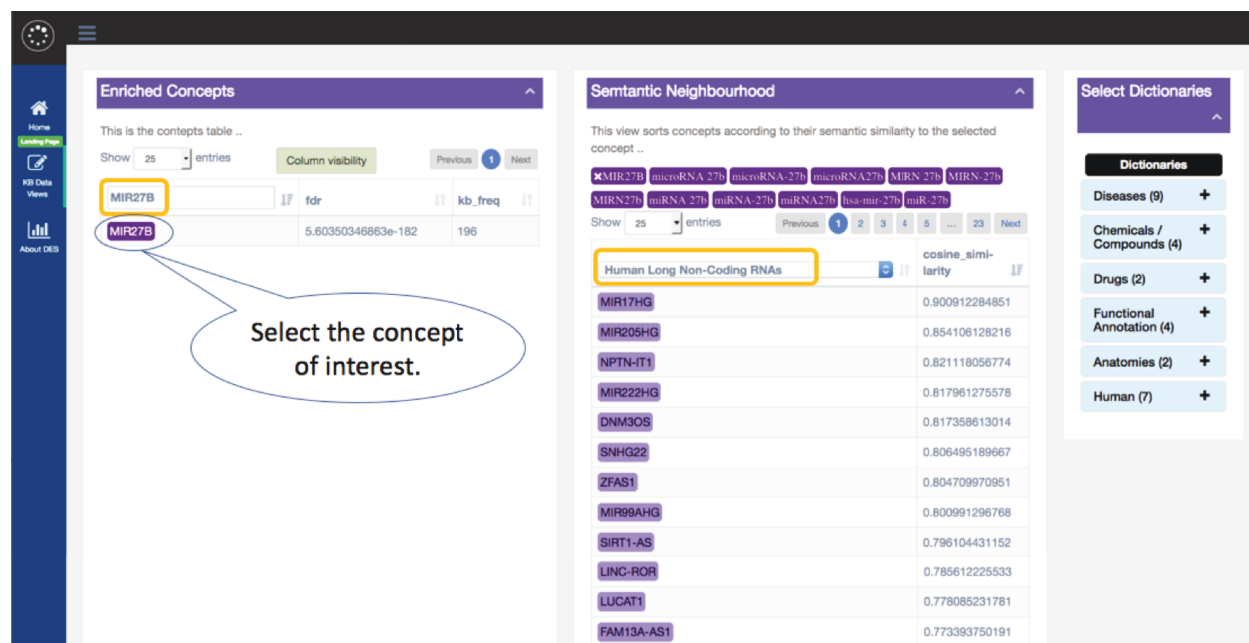 Home
Landing Page
KB Data
Views
About DES
Enriched Concepts
This is the contepts table ..
Show 25 entries
Column visibility
Previous 1 Next
MIR27B fdr kb_freq
MIR27B 5.60350346863e-182 196
Select the concept
of interest.
Semtantic Neighbourhood
This view sorts concepts according to their semantic similarity to the selected
concept ..
×MIR27B microRNA 27b microRNA-27b microRNA27b MIRN 27b MIRN-27b
MIRN27b miRNA 27b miRNA-27b miRNA27b hsa-mir-27b miR-27b
Show 25 entries
Previous 1 2 3 4 5 ... 23 Next
Human Long Non-Coding RNAs
cosine_simi-
larity
MIR17HG 0.900912284851
MIR205HG 0.854106128216
NPTN-IT1 0.821118056774
MIR222HG 0.817961275578
DNM3OS 0.817358613014
SNHG22 0.806495189667
ZFAS1 0.804709970951
MIR99AHG 0.800991296768
SIRT1-AS 0.796104431152
LINC-ROR 0.785612225533
LUCAT1 0.778085231781
FAM13A-AS1 0.773393750191
Select Dictionaries
Dictionaries
Diseases (9) +
Chemicals / +
Compounds (4)
Drugs (2) +
Functional +
Annotation (4)
Anatomies (2) +
Human (7) +